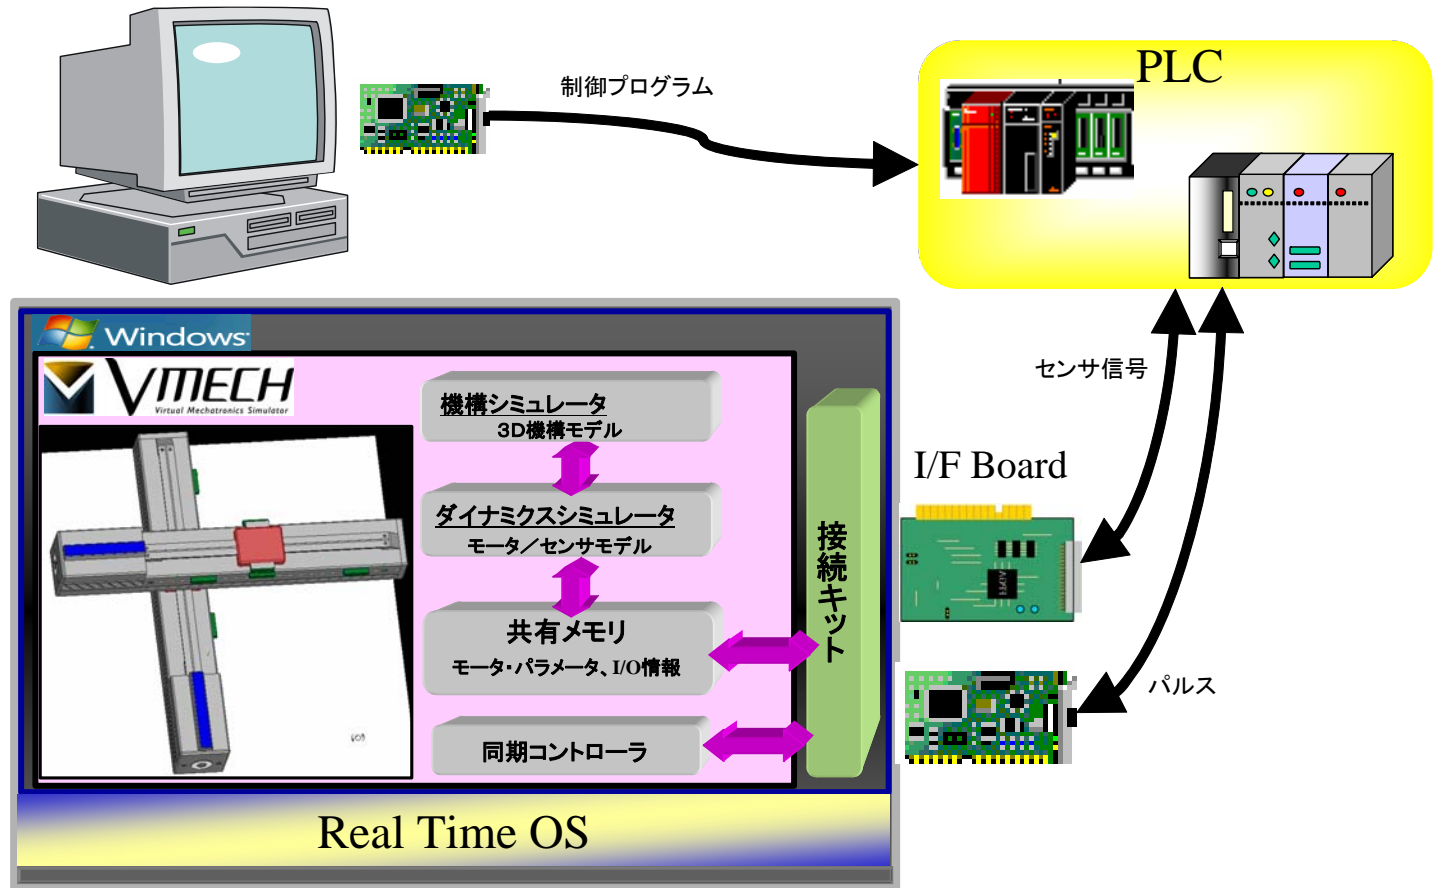 制御プログラム
PLC
Windows
VMECH
Virtual Mechatronics Simulator
機構シミュレータ
3D機構モデル
センサ信号
I/F Board
ダイナミクスシミュレータ
モータ／センサモデル
接続キット
共有メモリ
モータ・パラメータ、I/O情報
パルス
同期コントローラ
Real Time OS